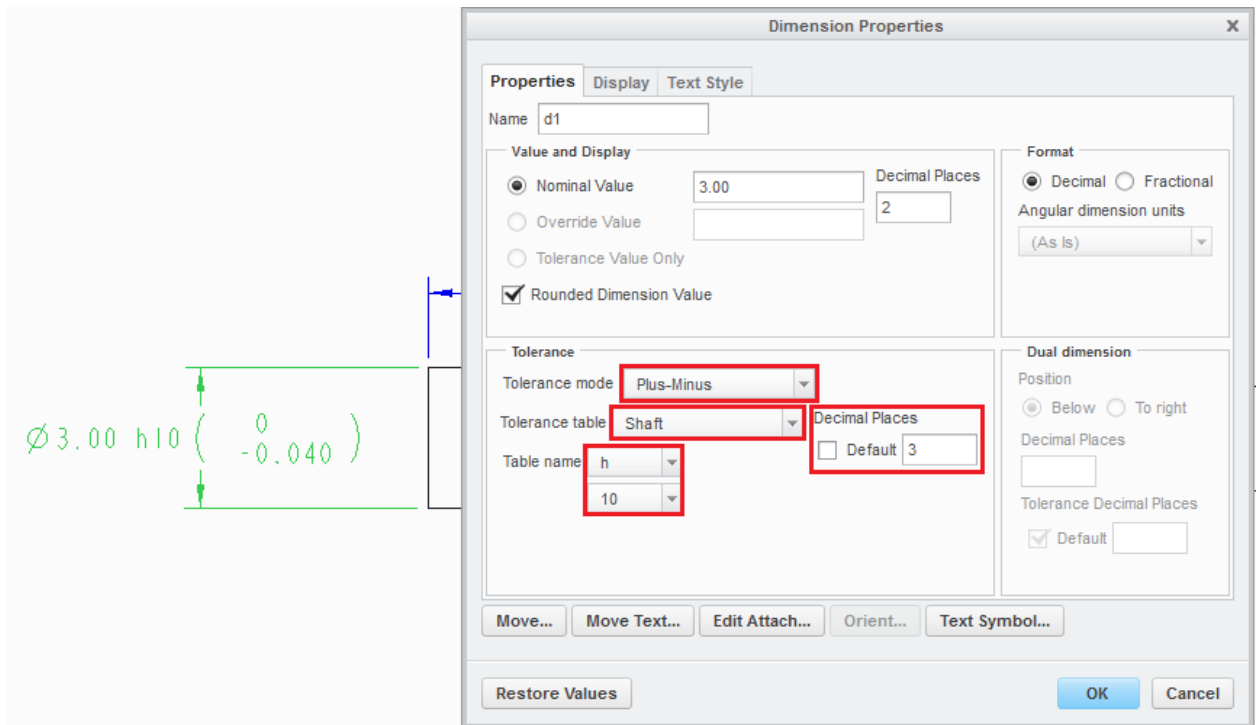 Dimension Properties
Properties Display Text Style
Name d1
Value and Display
Nominal Value 3.00
Decimal Places
2
Override Value
Tolerance Value Only
Rounded Dimension Value
Format
Decimal Fractional
Angular dimension units
(As Is)
Tolerance
Tolerance mode Plus-Minus
Tolerance table Shaft
Decimal Places
Default 3
Table name h
10
Dual dimension
Position
Below To right
Decimal Places
Tolerance Decimal Places
Default
Ø3.00 h10 ( 0
-0.040 )
Move... Move Text... Edit Attach... Orient... Text Symbol...
Restore Values OK Cancel